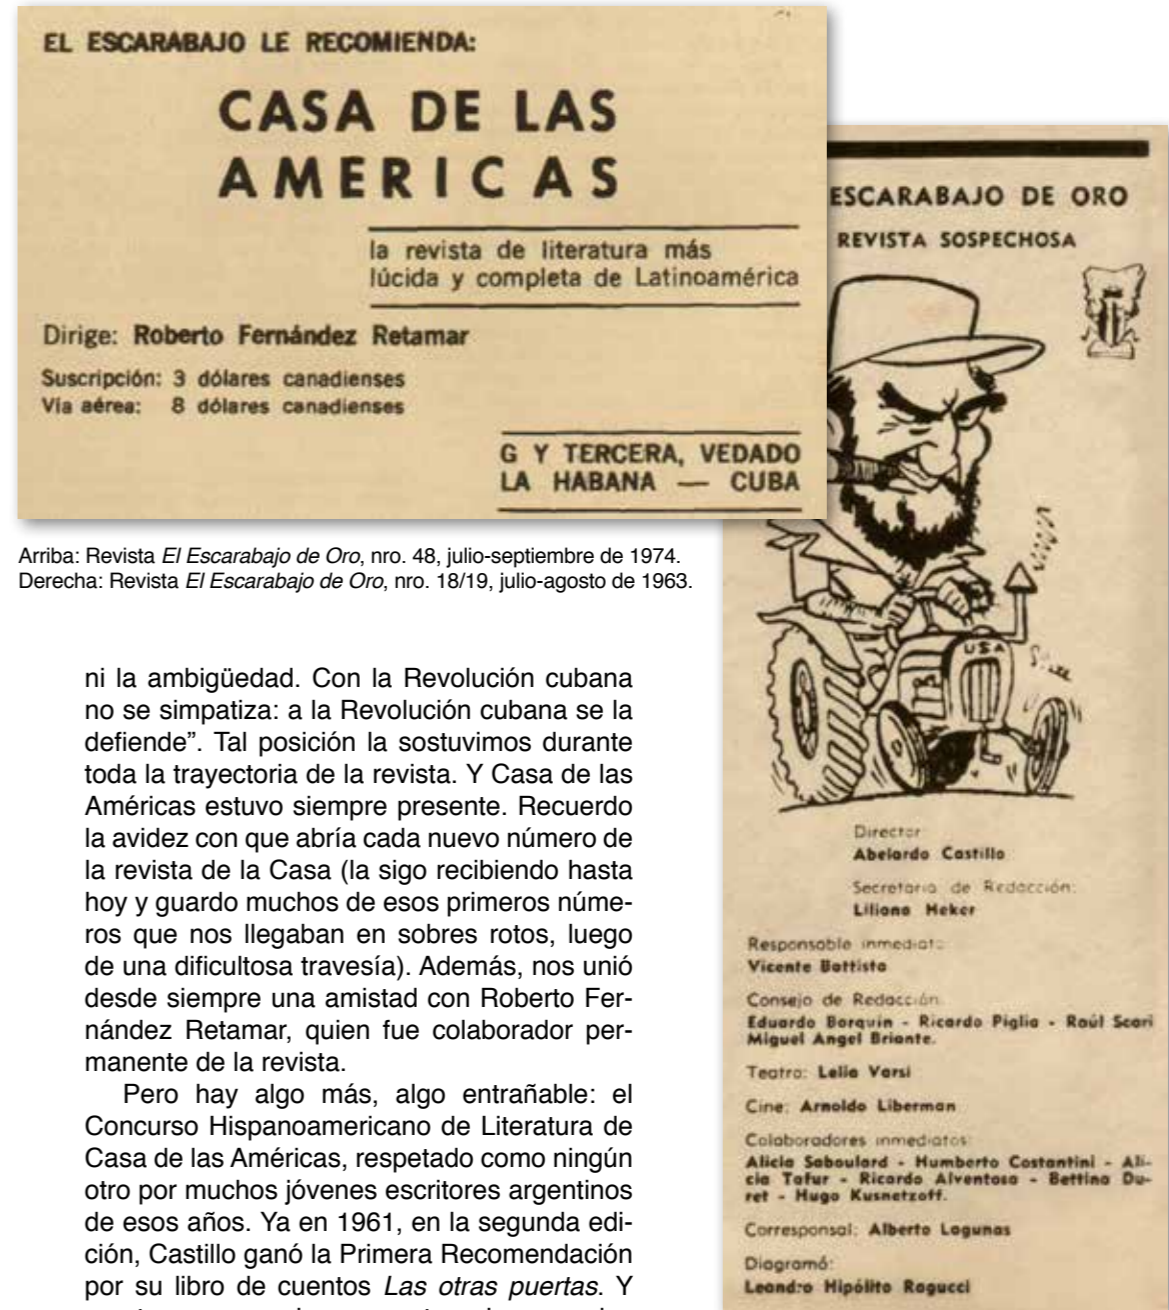 EL ESCARABAJO LE RECOMIENDA:
CASA DE LAS
AMERICAS
la revista de literatura más
lúcida y completa de Latinoamérica
Dirige: Roberto Fernández Retamar
Suscripción: 3 dólares canadienses
Vía aérea: 8 dólares canadienses
G Y TERCERA, VEDADO
LA HABANA — CUBA
Arriba: Revista El Escarabajo de Oro, nro. 48, julio-septiembre de 1974.
Derecha: Revista El Escarabajo de Oro, nro. 18/19, julio-agosto de 1963.
ni la ambigüedad. Con la Revolución cubana
no se simpatiza: a la Revolución cubana se la
defiende”. Tal posición la sostuvimos durante
toda la trayectoria de la revista. Y Casa de las
Américas estuvo siempre presente. Recuerdo
la avidez con que abría cada nuevo número de
la revista de la Casa (la sigo recibiendo hasta
hoy y guardo muchos de esos primeros núme-
ros que nos llegaban en sobres rotos, luego
de una dificultosa travesía). Además, nos unió
desde siempre una amistad con Roberto Fer-
nández Retamar, quien fue colaborador per-
manente de la revista.
Pero hay algo más, algo entrañable: el
Concurso Hispanoamericano de Literatura de
Casa de las Américas, respetado como ningún
otro por muchos jóvenes escritores argentinos
de esos años. Ya en 1961, en la segunda edi-
ción, Castillo ganó la Primera Recomendación
por su libro de cuentos Las otras puertas. Y
ESCARABAJO DE ORO
REVISTA SOSPECHOSA
USA
Director
Abelardo Castillo
Secretaria de Redacción:
Liliana Heker
Responsable inmediato:
Vicente Battista
Consejo de Redacción
Eduardo Barquín - Ricardo Piglia - Raúl Scari
Miguel Angel Briante.
Teatro: Lelia Varsi
Cine: Arnoldo Liberman
Colaboradores inmediatos:
Alicia Saboulard - Humberto Costantini - Ali-
cia Tafur - Ricardo Alventosa - Bettina Du-
ret - Hugo Kusnetzoff.
Corresponsal: Alberto Lagunas
Diagramó:
Leandro Hipólito Ragucci